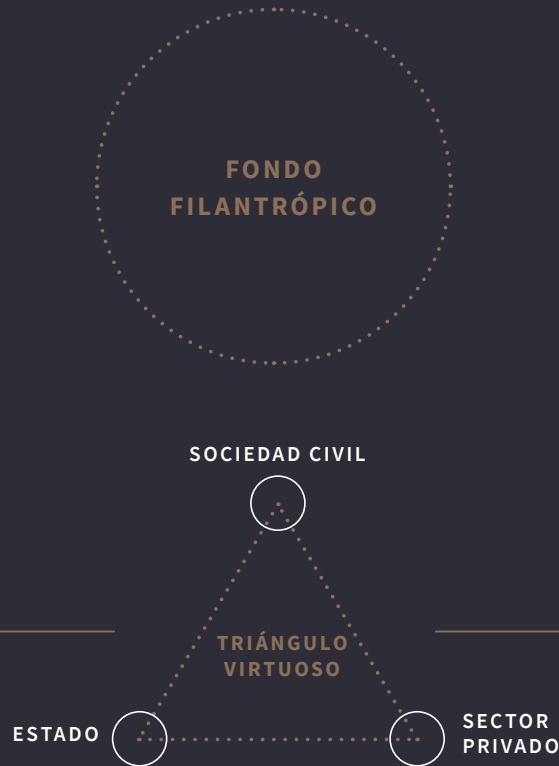 FONDO
FILANTRÓPICO
SOCIEDAD CIVIL
TRIÁNGULO
VIRTUOSO
ESTADO
SECTOR
PRIVADO